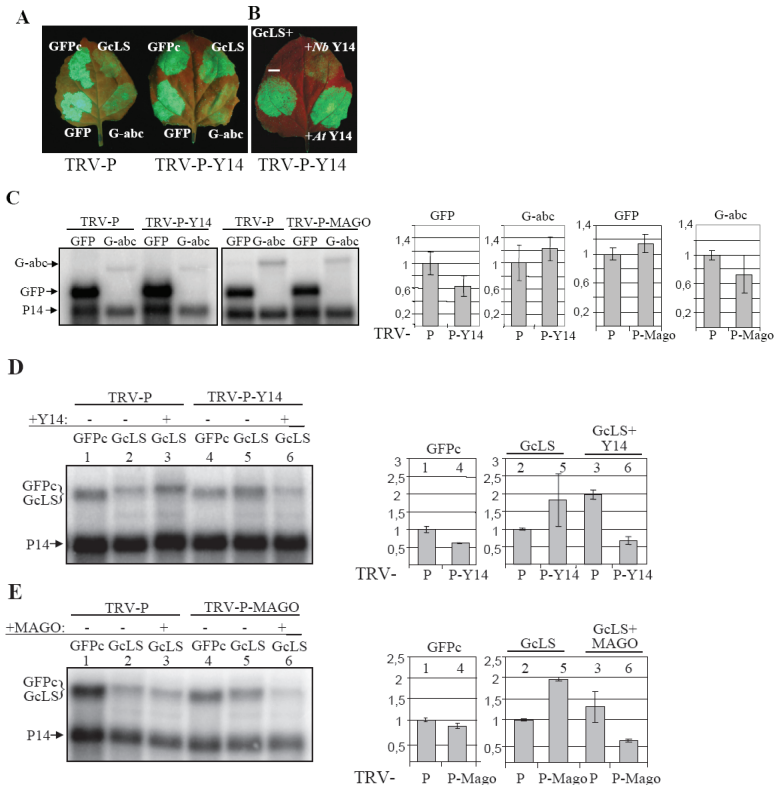 A
B
GFPc GcLS
GFPc GcLS
GcLS+
+Nb Y14
GFP G-abc
GFP G-abc
+At Y14
TRV-P
TRV-P-Y14
TRV-P-Y14
C
TRV-P
TRV-P-Y14
TRV-P
TRV-P-MAGO
GFP G-abc GFP G-abc
GFP G-abc GFP G-abc
G-abc
GFP
P14
GFP
G-abc
GFP
G-abc
1,4
1
0,6
0,2
1,4
1
0,6
0,2
1,4
1
0,6
0,2
1,4
1
0,6
0,2
TRV-
P P-Y14
P P-Y14
P P-Mago
P P-Mago
D
TRV-P
TRV-P-Y14
+Y14: - - + - - +
GFPc GcLS GcLS GFPc GcLS GcLS
1 2 3 4 5 6
GFPc
GcLS
P14
GFPc
GcLS
GcLS+
Y14
3
2,5
2
1,5
1
0,5
1 4
3
2,5
2
1,5
1
0,5
2 5 3 6
TRV-
P P-Y14
P P-Y14 P P-Y14
E
TRV-P
TRV-P-MAGO
+MAGO: - - + - - +
GFPc GcLS GcLS GFPc GcLS GcLS
1 2 3 4 5 6
GFPc
GcLS
P14
GFPc
GcLS
GcLS+
MAGO
2,5
2
1,5
1
0,5
1 4
2,5
2
1,5
1
0,5
2 5 3 6
TRV-
P P-Mago
P P-Mago P P-Mago